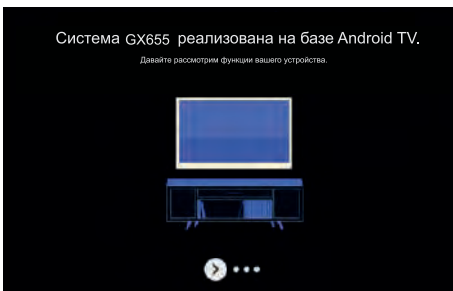 Система GX655 реализована на базе Android TV.
Давайте рассмотрим функции вашего устройства.